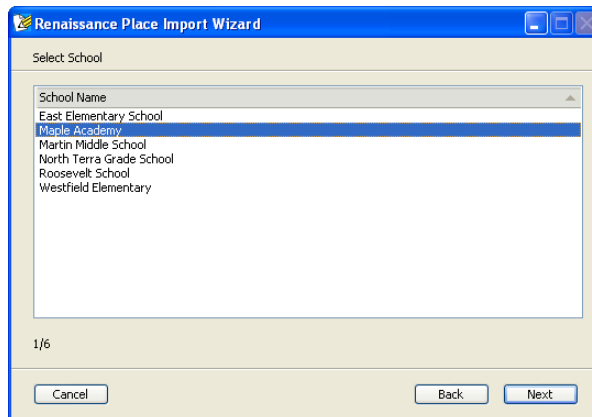 Renaissance Place Import Wizard
Select School
School Name
East Elementary School
Maple Academy
Martin Middle School
North Terra Grade School
Roosevelt School
Westfield Elementary
1/6
Cancel Back Next